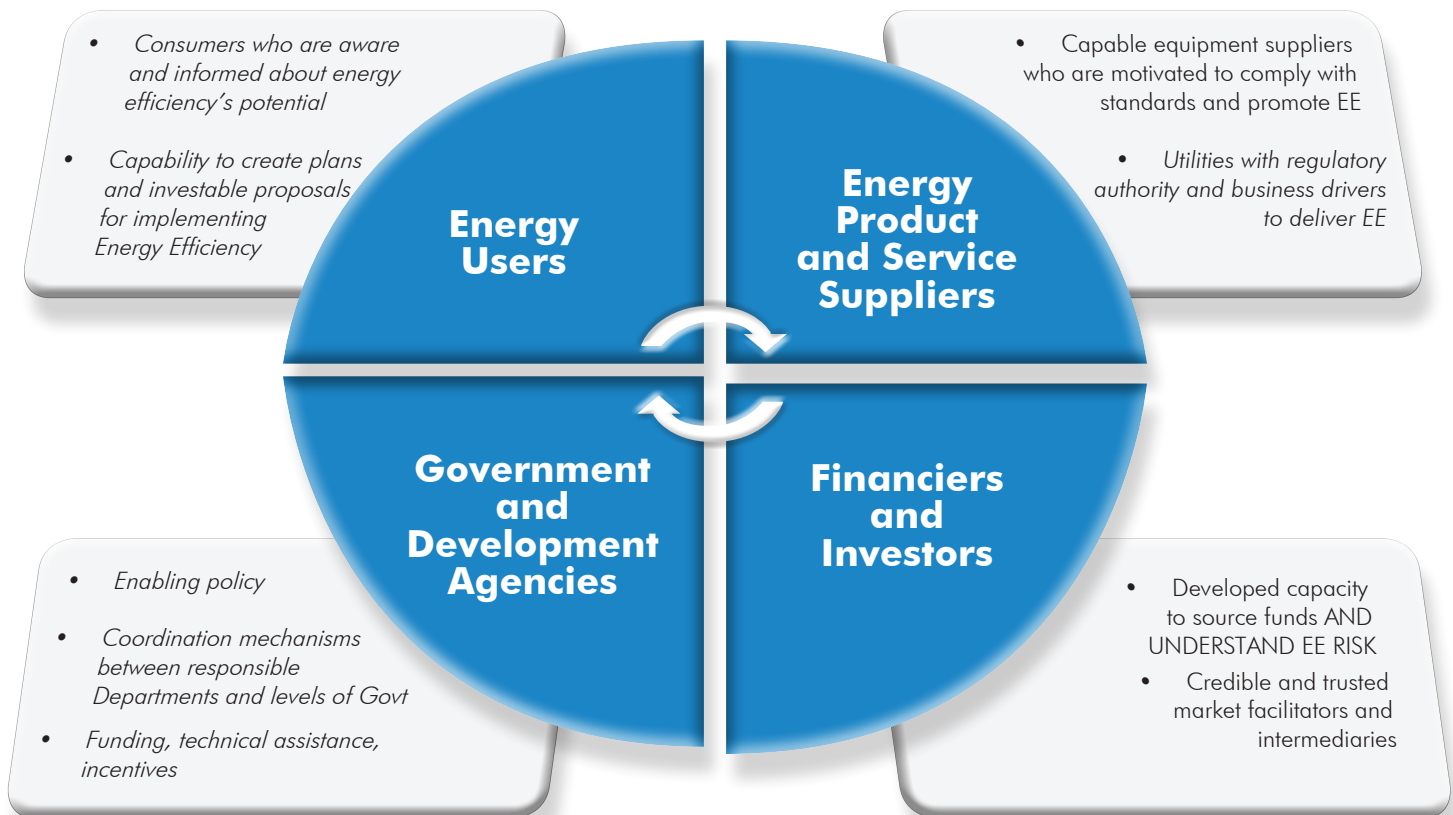 • Consumers who are aware
and informed about energy
efficiency's potential
• Capability to create plans
and investable proposals
for implementing
Energy Efficiency
Energy
Users
Energy
Product
and Service
Suppliers
• Capable equipment suppliers
who are motivated to comply with
standards and promote EE
• Utilities with regulatory
authority and business drivers
to deliver EE
Government
and
Development
Agencies
Financiers
and
Investors
• Enabling policy
• Coordination mechanisms
between responsible
Departments and levels of Govt
• Funding, technical assistance,
incentives
• Developed capacity
to source funds AND
UNDERSTAND EE RISK
• Credible and trusted
market facilitators and
intermediaries